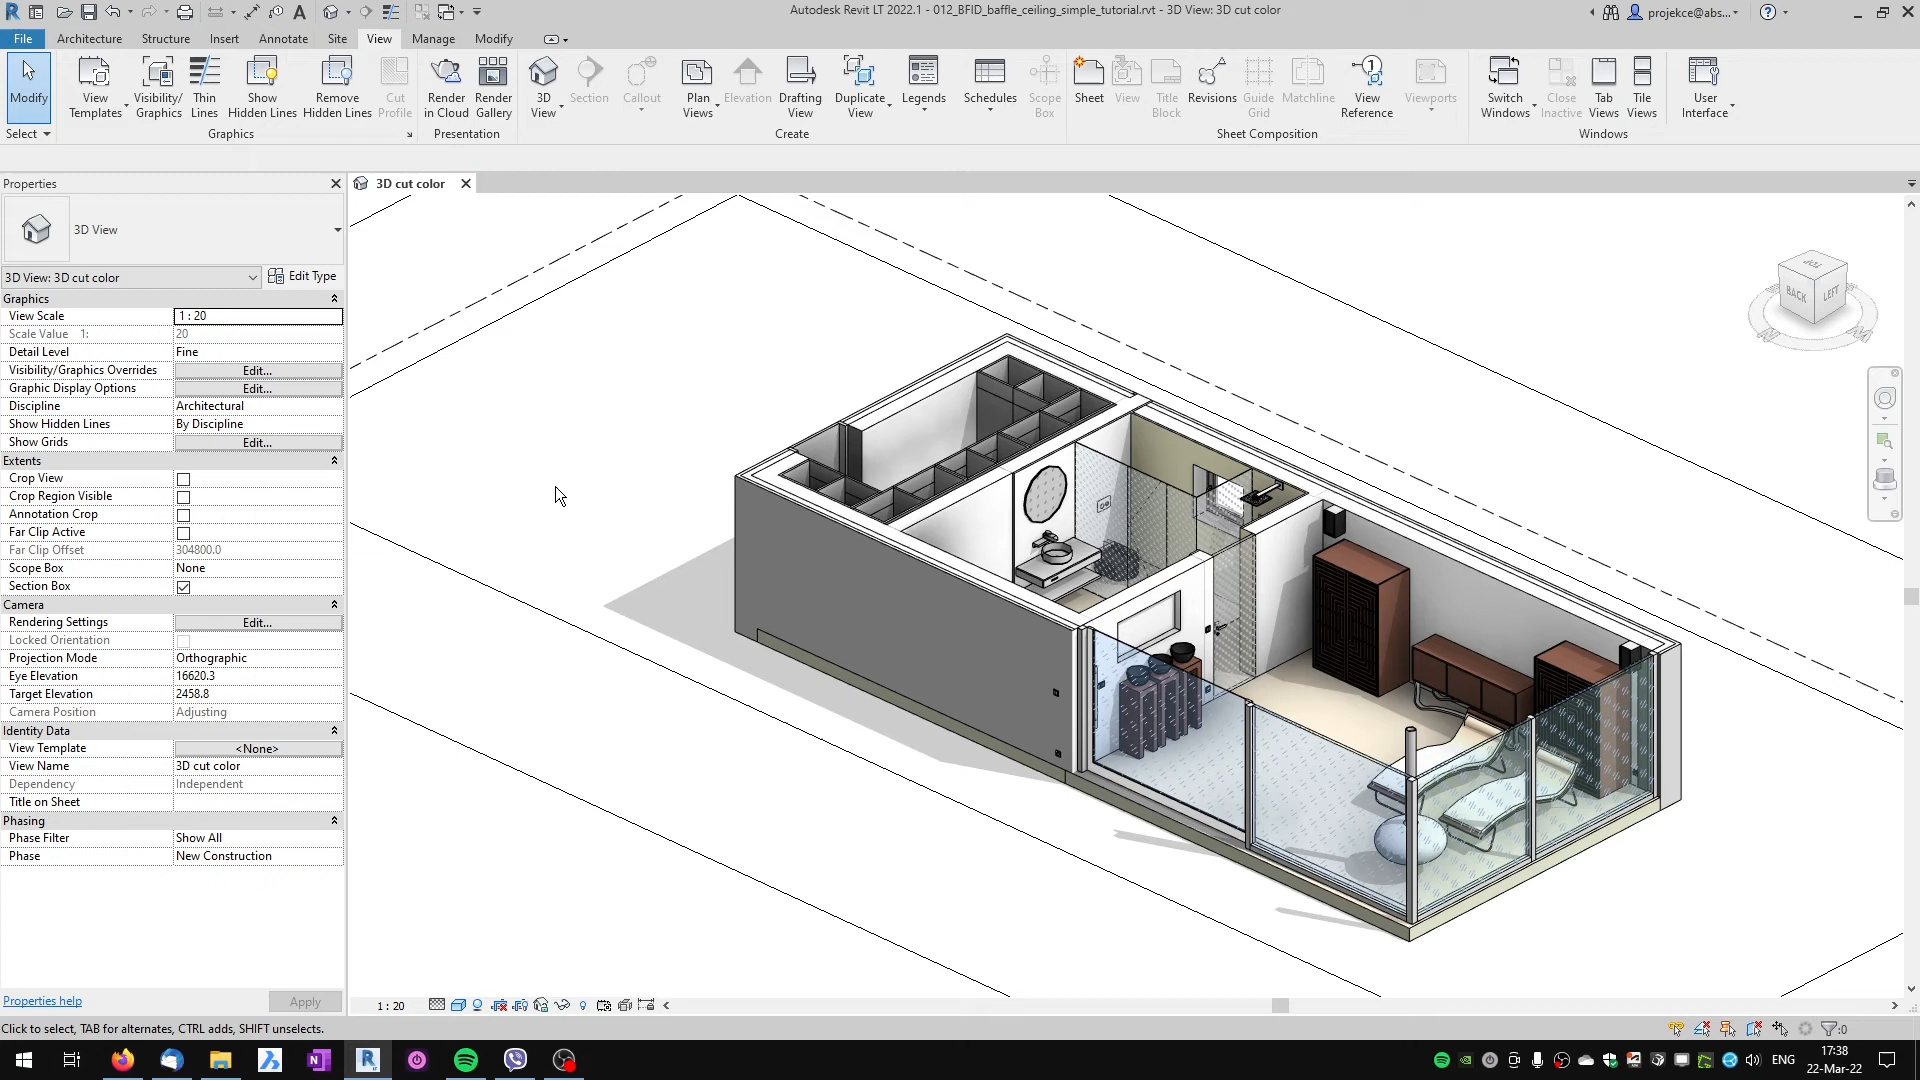 Autodesk Revit LT 2022.1 - 012_BFID_baffle_ceiling_simple_tutorial.rvt - 3D View: 3D cut color
projekce@abs...
File Architecture Structure Insert Annotate Site View Manage Modify
Modify
View Templates
Visibility/ Graphics
Thin Lines
Show Hidden Lines
Remove Hidden Lines
Cut Profile
Render in Cloud
Render Gallery
3D View
Section
Callout
Plan Views
Elevation
Drafting View
Duplicate View
Legends
Schedules
Scope Box
Sheet
View
Title Block
Revisions
Guide Grid
Matchline
View Reference
Viewports
Switch Windows
Close Inactive
Tab Views
Tile Views
User Interface
Select Graphics Presentation Create Sheet Composition Windows
Properties
3D cut color
3D View
3D View: 3D cut color Edit Type
Graphics
View Scale 1 : 20
Scale Value 1: 20
Detail Level Fine
Visibility/Graphics Overrides Edit...
Graphic Display Options Edit...
Discipline Architectural
Show Hidden Lines By Discipline
Show Grids Edit...
Extents
Crop View
Crop Region Visible
Annotation Crop
Far Clip Active
Far Clip Offset 304800.0
Scope Box None
Section Box
Camera
Rendering Settings Edit...
Locked Orientation
Projection Mode Orthographic
Eye Elevation 16620.3
Target Elevation 2458.8
Camera Position Adjusting
Identity Data
View Template <None>
View Name 3D cut color
Dependency Independent
Title on Sheet
Phasing
Phase Filter Show All
Phase New Construction
Properties help Apply
TOP
BACK LEFT
1 : 20
Click to select, TAB for alternates, CTRL adds, SHIFT unselects.
:0
ENG
17:38
22-Mar-22